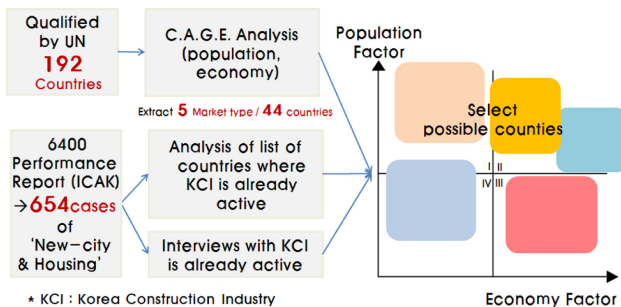 Qualified
by UN
192
Countries
C.A.G.E. Analysis
(population,
economy)
Extract 5 Market type / 44 countries
6400
Performance
Report (ICAK)
→654cases
of
‘New-city
& Housing’
Analysis of list of
countries where
KCI is already
active
Interviews with KCI
is already active
* KCI : Korea Construction Industry
Population
Factor
Select
possible counties
I II
IV III
Economy Factor